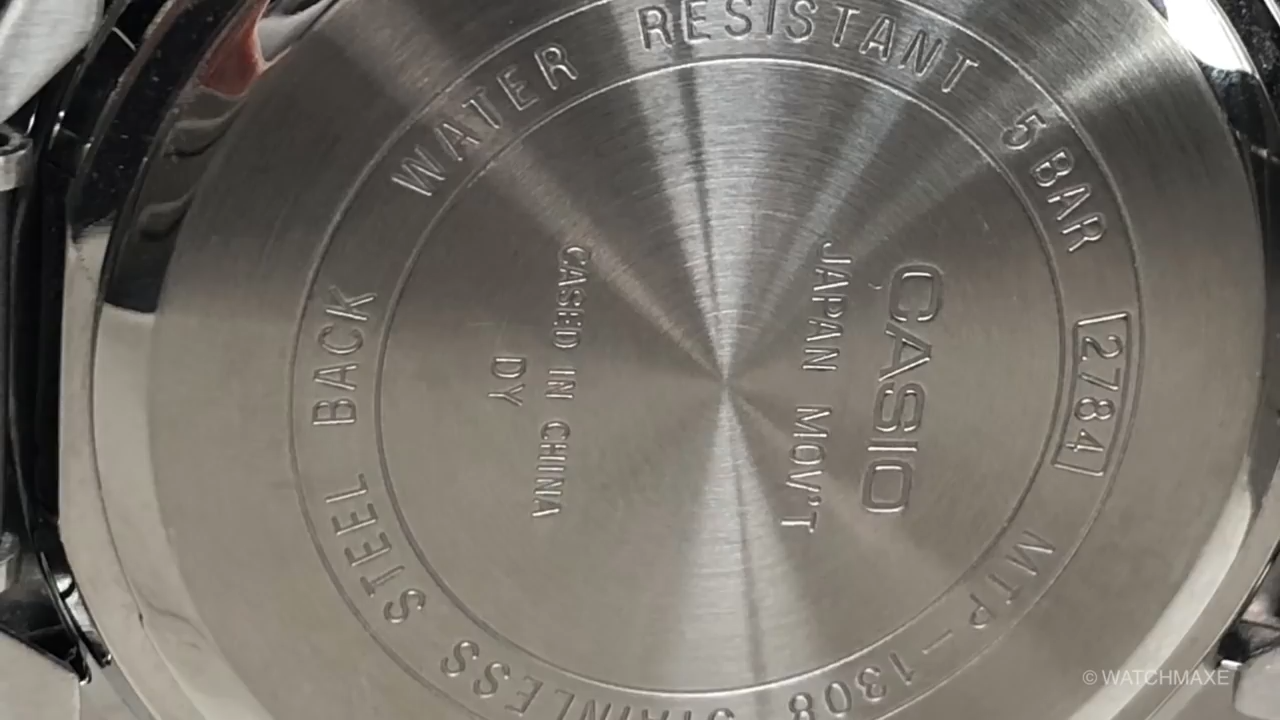 CASIO
JAPAN MOV'T
CASED IN CHINA
DY
2784 MTP-1308 STAINLESS STEEL BACK WATER RESISTANT 5 BAR
© WATCHMAXE